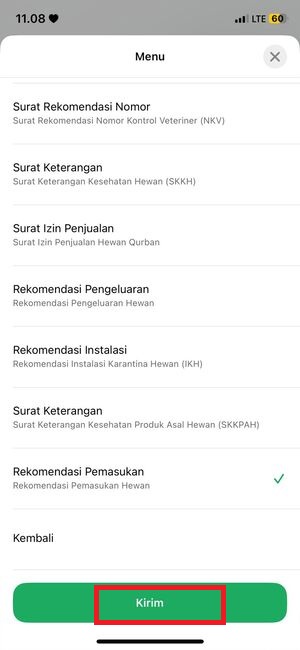 11.08
LTE 60
Menu
Surat Rekomendasi Nomor
Surat Rekomendasi Nomor Kontrol Veteriner (NKV)
Surat Keterangan
Surat Keterangan Kesehatan Hewan (SKKH)
Surat Izin Penjualan
Surat Izin Penjualan Hewan Qurban
Rekomendasi Pengeluaran
Rekomendasi Pengeluaran Hewan
Rekomendasi Instalasi
Rekomendasi Instalasi Karantina Hewan (IKH)
Surat Keterangan
Surat Keterangan Kesehatan Produk Asal Hewan (SKKPAH)
Rekomendasi Pemasukan
Rekomendasi Pemasukan Hewan
Kembali
Kirim